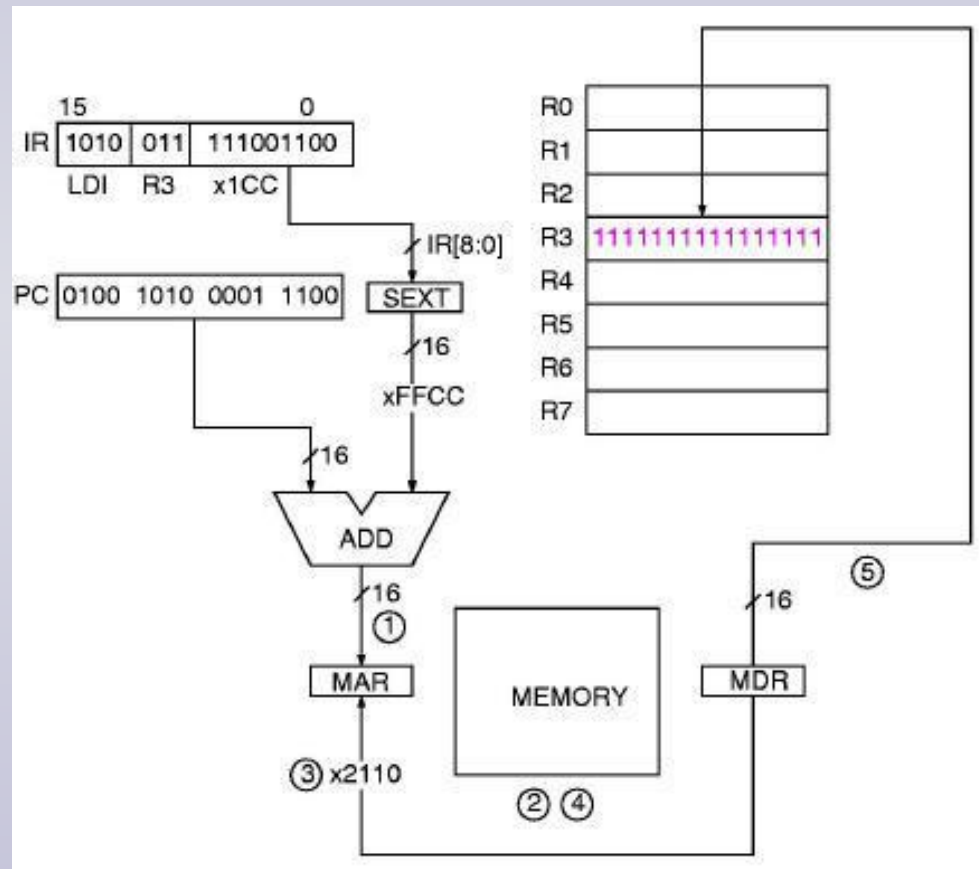 15 0
IR 1010 011 111001100
LDI R3 x1CC
IR[8:0]
PC 0100 1010 0001 1100
SEXT
16
xFFCC
16
ADD
16
①
MAR
③ x2110
MEMORY
② ④
MDR
16
⑤
R0
R1
R2
R3 1111111111111111
R4
R5
R6
R7